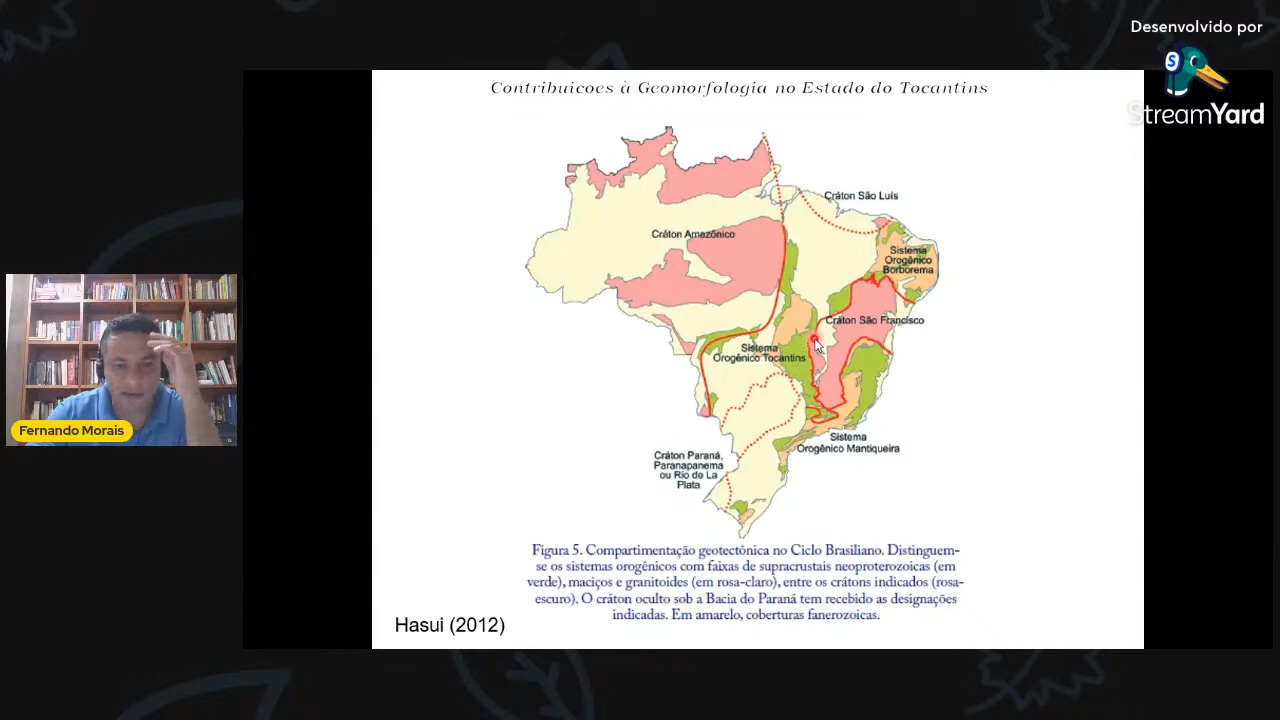 Desenvolvido por
StreamYard
Contribuicoes à Geomorfologia no Estado do Tocantins
Cráton São Luís
Cráton Amazônico
Sistema
Orogênico
Borborema
Cráton São Francisco
Sistema
Orogênico Tocantins
Sistema
Orogênico Mantiqueira
Cráton Paraná,
Paranapanema
ou Rio de La
Plata
Fernando Morais
Figura 5. Compartimentação geotectônica no Ciclo Brasiliano. Distinguem-
se os sistemas orogênicos com faixas de supracrustais neoproterozoicas (em
verde), maciços e granitoides (em rosa-claro), entre os crátons indicados (rosa-
escuro). O cráton oculto sob a Bacia do Paraná tem recebido as designações
indicadas. Em amarelo, coberturas fanerozoicas.
Hasui (2012)